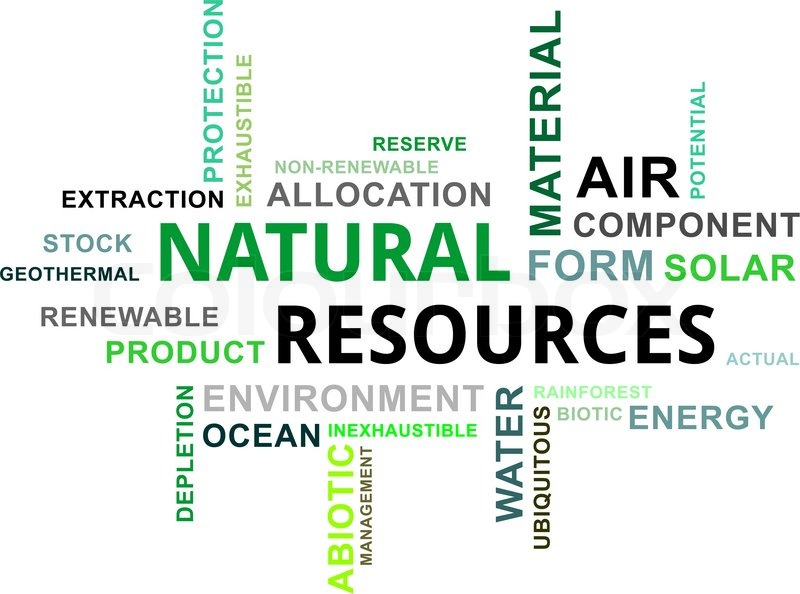 PROTECTION
EXHAUSTIBLE
MATERIAL
POTENTIAL
RESERVE
NON-RENEWABLE
AIR
EXTRACTION
ALLOCATION
COMPONENT
STOCK
NATURAL
FORM
SOLAR
GEOTHERMAL
RENEWABLE
RESOURCES
PRODUCT
ACTUAL
DEPLETION
ENVIRONMENT
WATER
RAINFOREST
UBIQUITOUS
BIOTIC
ENERGY
OCEAN
INEXHAUSTIBLE
ABIOTIC
MANAGEMENT
colourbox